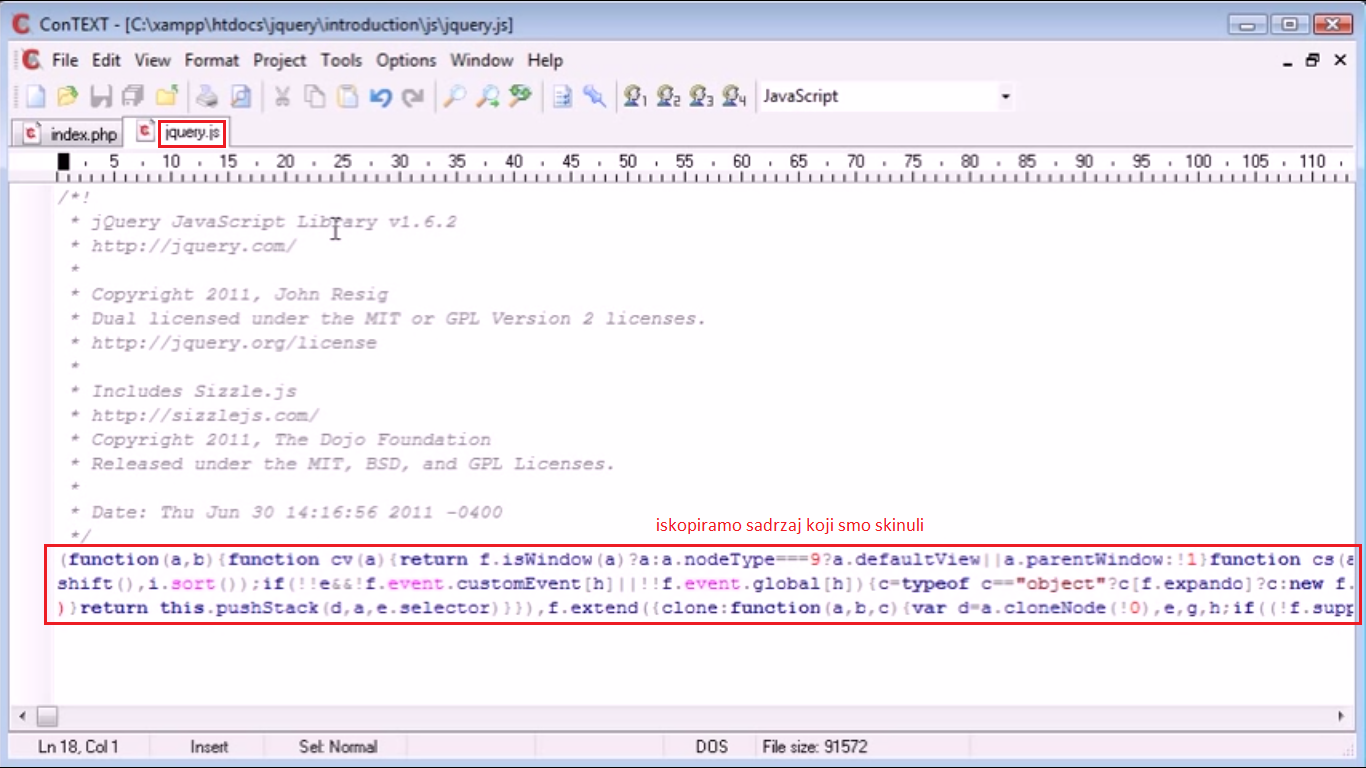 ConTEXT - [C:\xampp\htdocs\jquery\introduction\js\jquery.js]
File Edit View Format Project Tools Options Window Help
1 2 3 4 JavaScript
index.php jquery.js
5 10 15 20 25 30 35 40 45 50 55 60 65 70 75 80 85 90 95 100 105 110
/*!
* jQuery JavaScript Library v1.6.2
* http://jquery.com/
*
* Copyright 2011, John Resig
* Dual licensed under the MIT or GPL Version 2 licenses.
* http://jquery.org/license
*
* Includes Sizzle.js
* http://sizzlejs.com/
* Copyright 2011, The Dojo Foundation
* Released under the MIT, BSD, and GPL Licenses.
*
* Date: Thu Jun 30 14:16:56 2011 -0400
*/
iskopiramo sadrzaj koji smo skinuli
(function(a,b){function cv(a){return f.isWindow(a)?a:a.nodeType===9?a.defaultView||a.parentWindow:!1}function cs(a
shift(),i.sort());if(!!e&&!f.event.customEvent[h]||!!f.event.global[h]){c=typeof c=="object"?c[f.expando]?c:new f.
)}return this.pushStack(d,a,e.selector)}}),f.extend({clone:function(a,b,c){var d=a.cloneNode(!0),e,g,h;if((!f.supp
Ln 18, Col 1 Insert Sel: Normal DOS File size: 91572